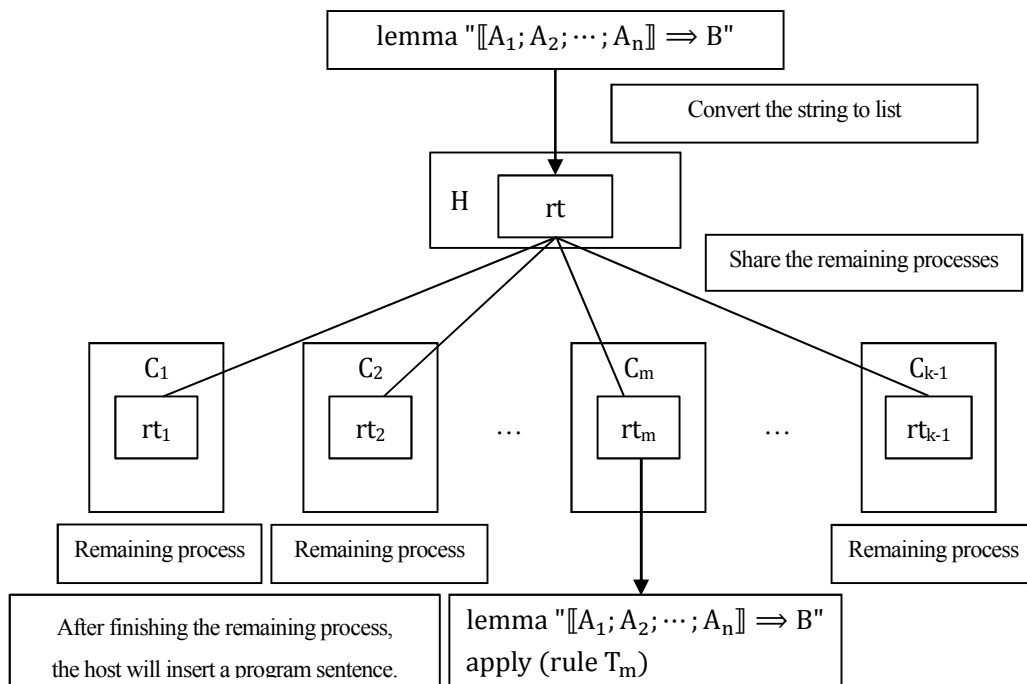 lemma "⟦A₁; A₂; ⋯ ; Aₙ⟧ ⟹ B"
Convert the string to list
H
rt
Share the remaining processes
C₁
C₂
Cₘ
Cₖ₋₁
rt₁
rt₂
…
rtₘ
…
rtₖ₋₁
Remaining process
Remaining process
Remaining process
After finishing the remaining process,
the host will insert a program sentence.
lemma "⟦A₁; A₂; ⋯ ; Aₙ⟧ ⟹ B"
apply (rule Tₘ)